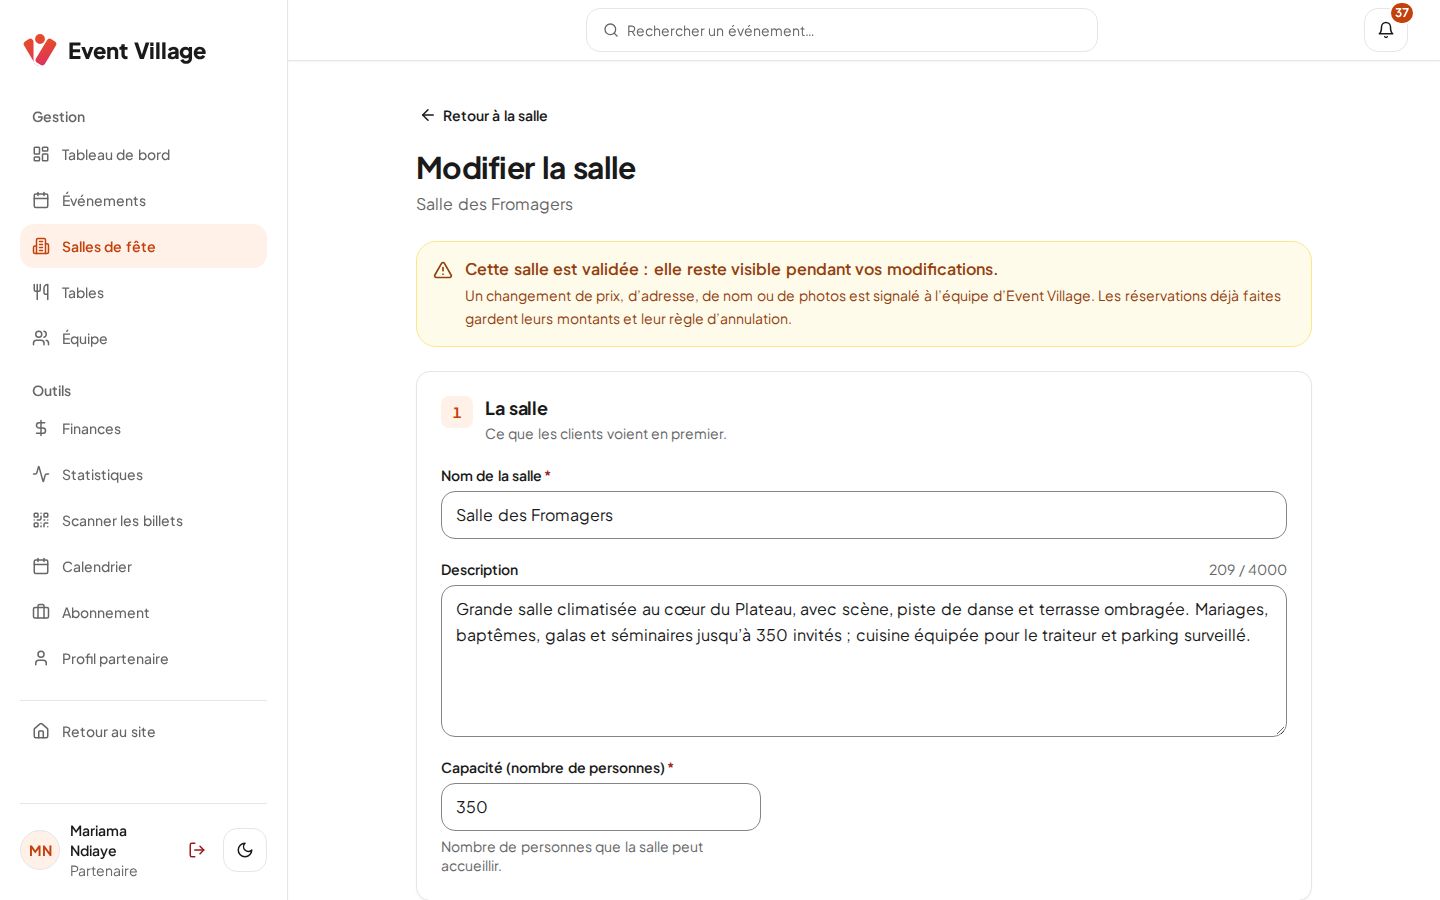 Event Village
Gestion
Tableau de bord
Événements
Salles de fête
Tables
Équipe
Outils
Finances
Statistiques
Scanner les billets
Calendrier
Abonnement
Profil partenaire
Retour au site
MN
Mariama
Ndiaye
Partenaire
Rechercher un événement...
37
Retour à la salle
Modifier la salle
Salle des Fromagers
Cette salle est validée : elle reste visible pendant vos modifications.
Un changement de prix, d'adresse, de nom ou de photos est signalé à l'équipe d'Event Village. Les réservations déjà faites
gardent leurs montants et leur règle d'annulation.
1
La salle
Ce que les clients voient en premier.
Nom de la salle *
Salle des Fromagers
Description
209 / 4000
Grande salle climatisée au cœur du Plateau, avec scène, piste de danse et terrasse ombragée. Mariages,
baptêmes, galas et séminaires jusqu'à 350 invités ; cuisine équipée pour le traiteur et parking surveillé.
Capacité (nombre de personnes) *
350
Nombre de personnes que la salle peut
accueillir.